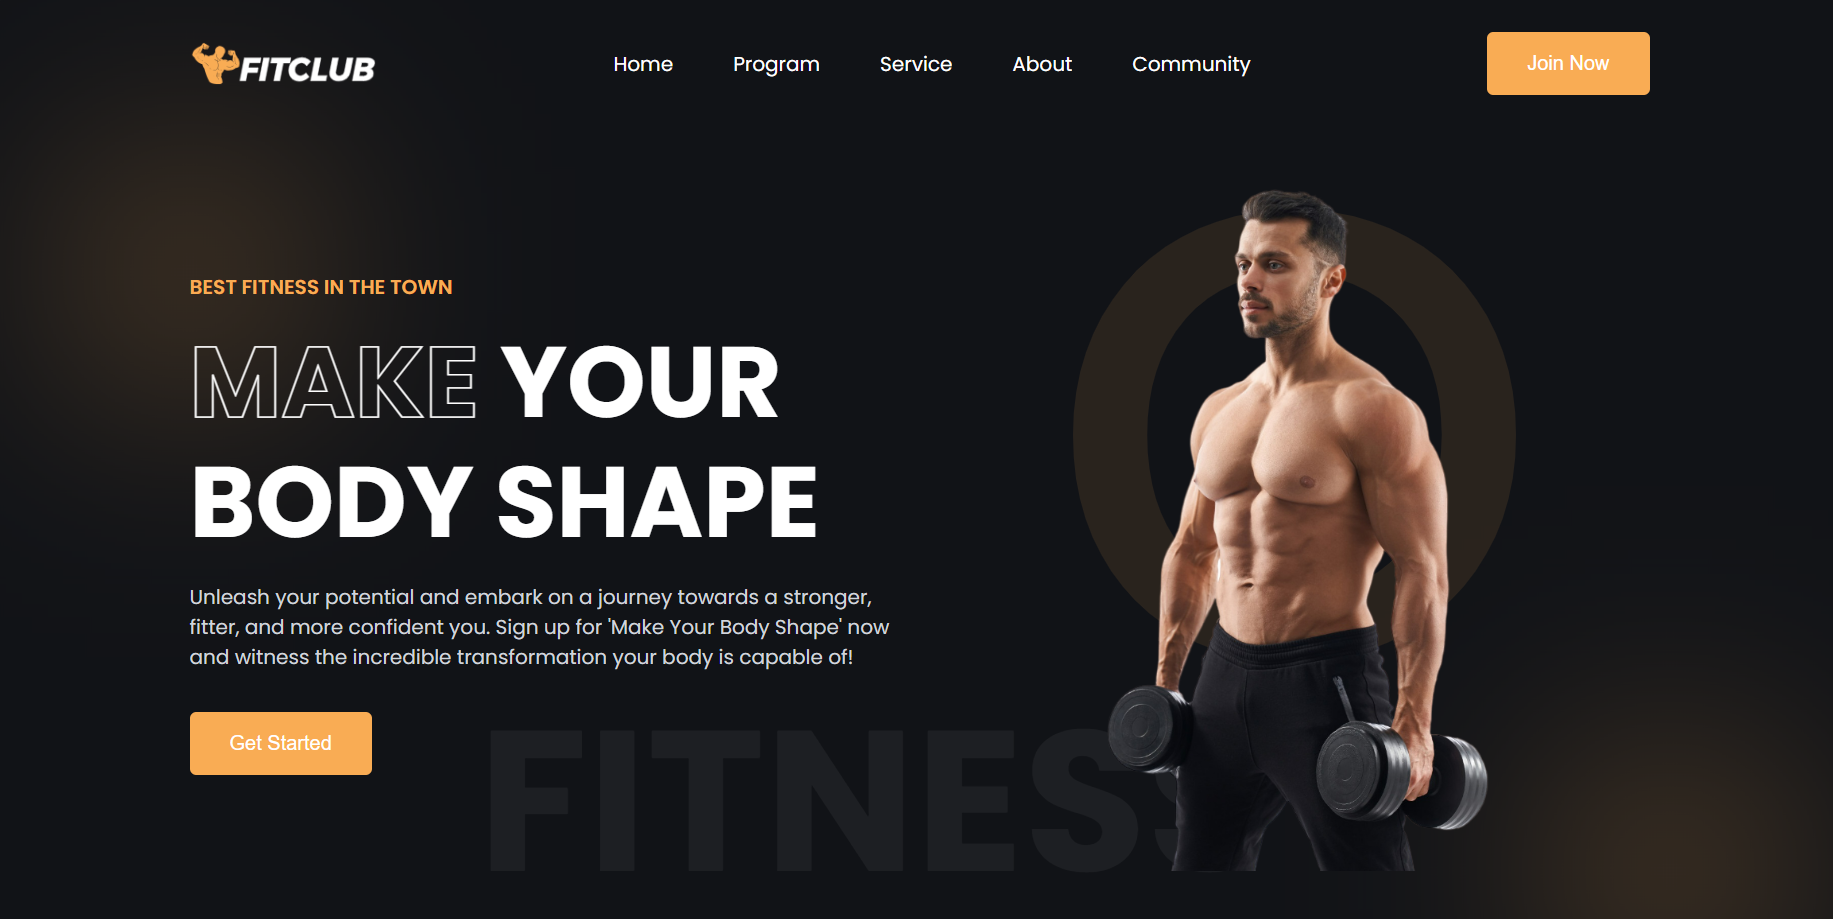 FITCLUB
Home Program Service About Community
Join Now
BEST FITNESS IN THE TOWN
MAKE YOUR
BODY SHAPE
Unleash your potential and embark on a journey towards a stronger,
fitter, and more confident you. Sign up for 'Make Your Body Shape' now
and witness the incredible transformation your body is capable of!
Get Started
FITNESS